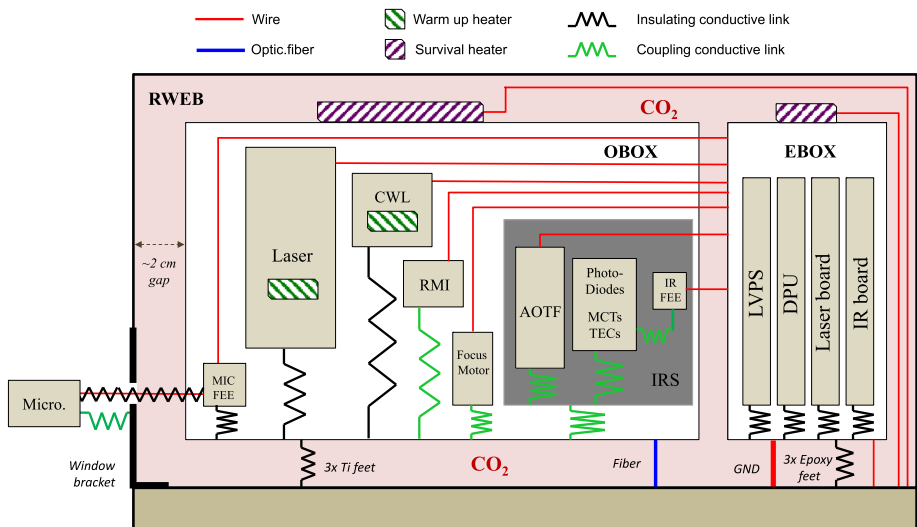 Wire
Warm up heater
Insulating conductive link
Optic.fiber
Survival heater
Coupling conductive link
RWEB
CO2
OBOX
EBOX
CWL
Laser
~2 cm
gap
RMI
Photo-
Diodes
MCTs
TECs
IR
FEE
AOTF
LVPS
DPU
Laser board
IR board
Focus
Motor
IRS
MIC
FEE
Micro.
Window
bracket
3x Ti feet
CO2
Fiber
GND
3x Epoxy
feet